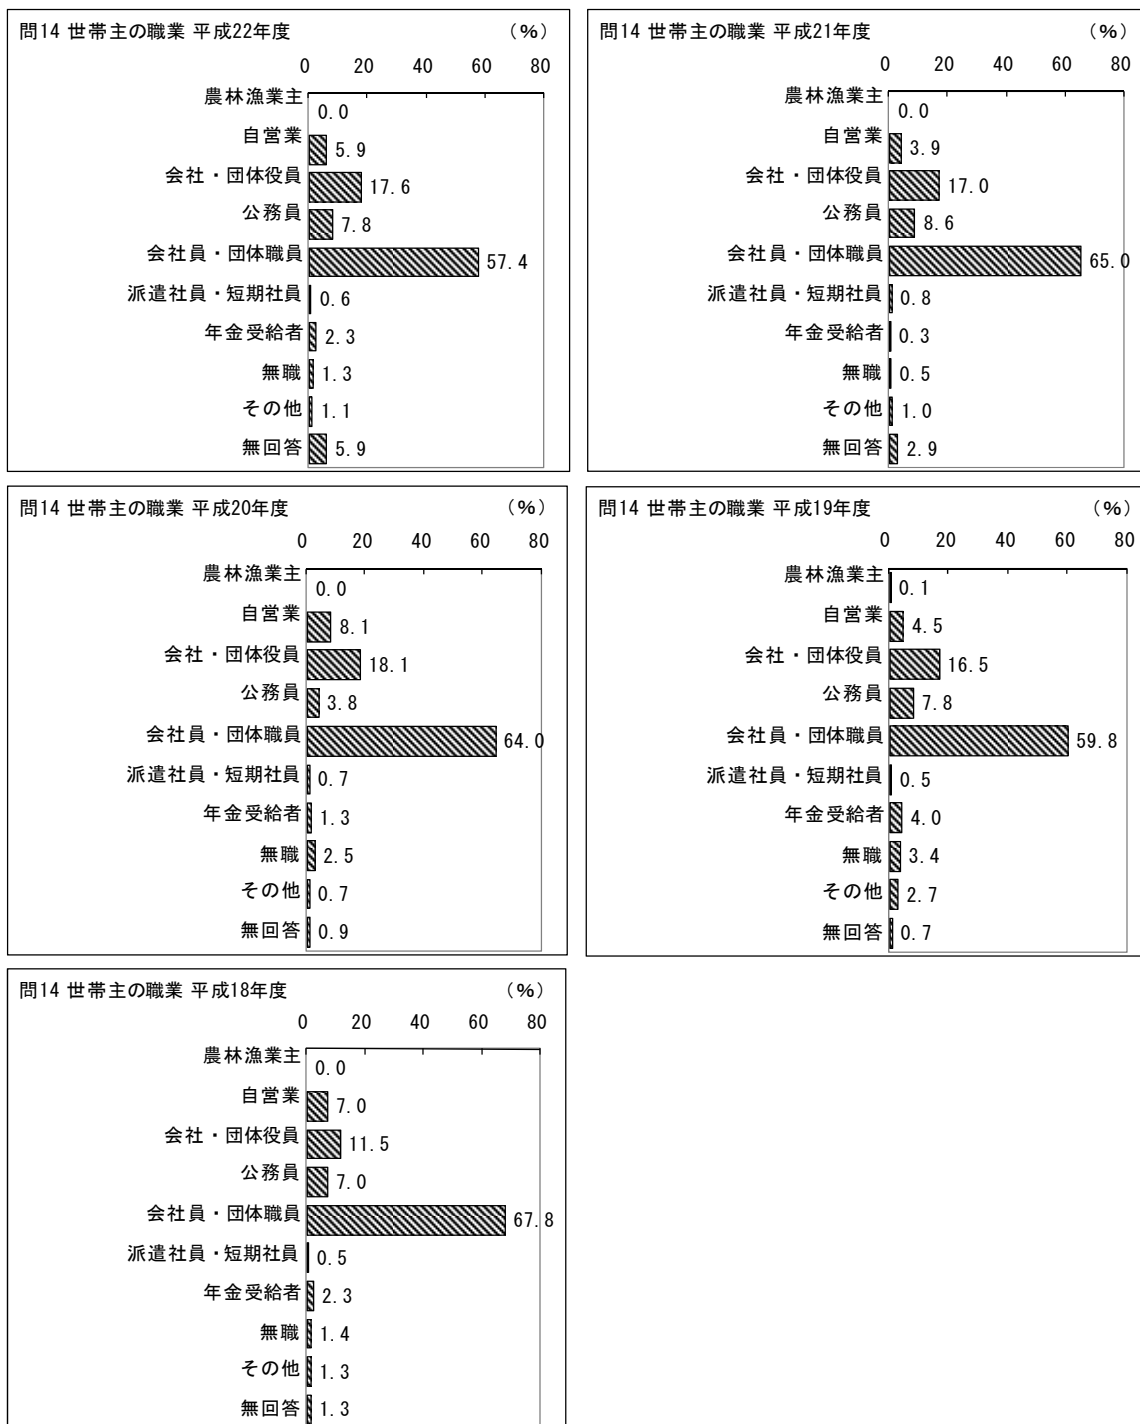 問14 世帯主の職業 平成22年度 （%）
0 20 40 60 80
農林漁業主 0.0
自営業 5.9
会社・団体役員 17.6
公務員 7.8
会社員・団体職員 57.4
派遣社員・短期社員 0.6
年金受給者 2.3
無職 1.3
その他 1.1
無回答 5.9
問14 世帯主の職業 平成21年度 （%）
0 20 40 60 80
農林漁業主 0.0
自営業 3.9
会社・団体役員 17.0
公務員 8.6
会社員・団体職員 65.0
派遣社員・短期社員 0.8
年金受給者 0.3
無職 0.5
その他 1.0
無回答 2.9
問14 世帯主の職業 平成20年度 （%）
0 20 40 60 80
農林漁業主 0.0
自営業 8.1
会社・団体役員 18.1
公務員 3.8
会社員・団体職員 64.0
派遣社員・短期社員 0.7
年金受給者 1.3
無職 2.5
その他 0.7
無回答 0.9
問14 世帯主の職業 平成19年度 （%）
0 20 40 60 80
農林漁業主 0.1
自営業 4.5
会社・団体役員 16.5
公務員 7.8
会社員・団体職員 59.8
派遣社員・短期社員 0.5
年金受給者 4.0
無職 3.4
その他 2.7
無回答 0.7
問14 世帯主の職業 平成18年度 （%）
0 20 40 60 80
農林漁業主 0.0
自営業 7.0
会社・団体役員 11.5
公務員 7.0
会社員・団体職員 67.8
派遣社員・短期社員 0.5
年金受給者 2.3
無職 1.4
その他 1.3
無回答 1.3